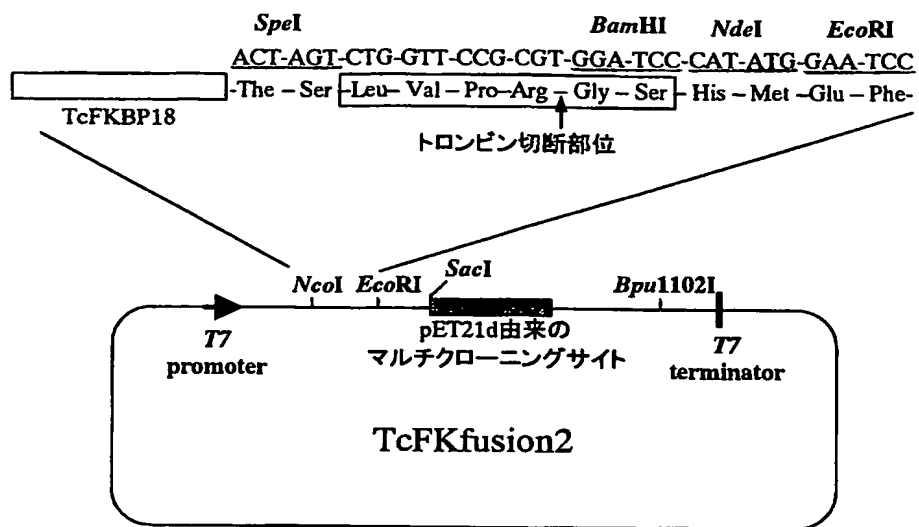 SpeI BamHI NdeI EcoRI
ACT-AGT-CTG-GTT-CCG-CGT-GGA-TCC-CAT-ATG-GAA-TCC
-The-Ser-Leu-Val-Pro-Arg-Gly-Ser-His-Met-Glu-Phe-
TcFKBP18
トロンビン切断部位
SacI
NcoI EcoRI Bpu1102I
pET21d由来の
マルチクローニングサイト
T7
promoter
T7
terminator
TcFKfusion2